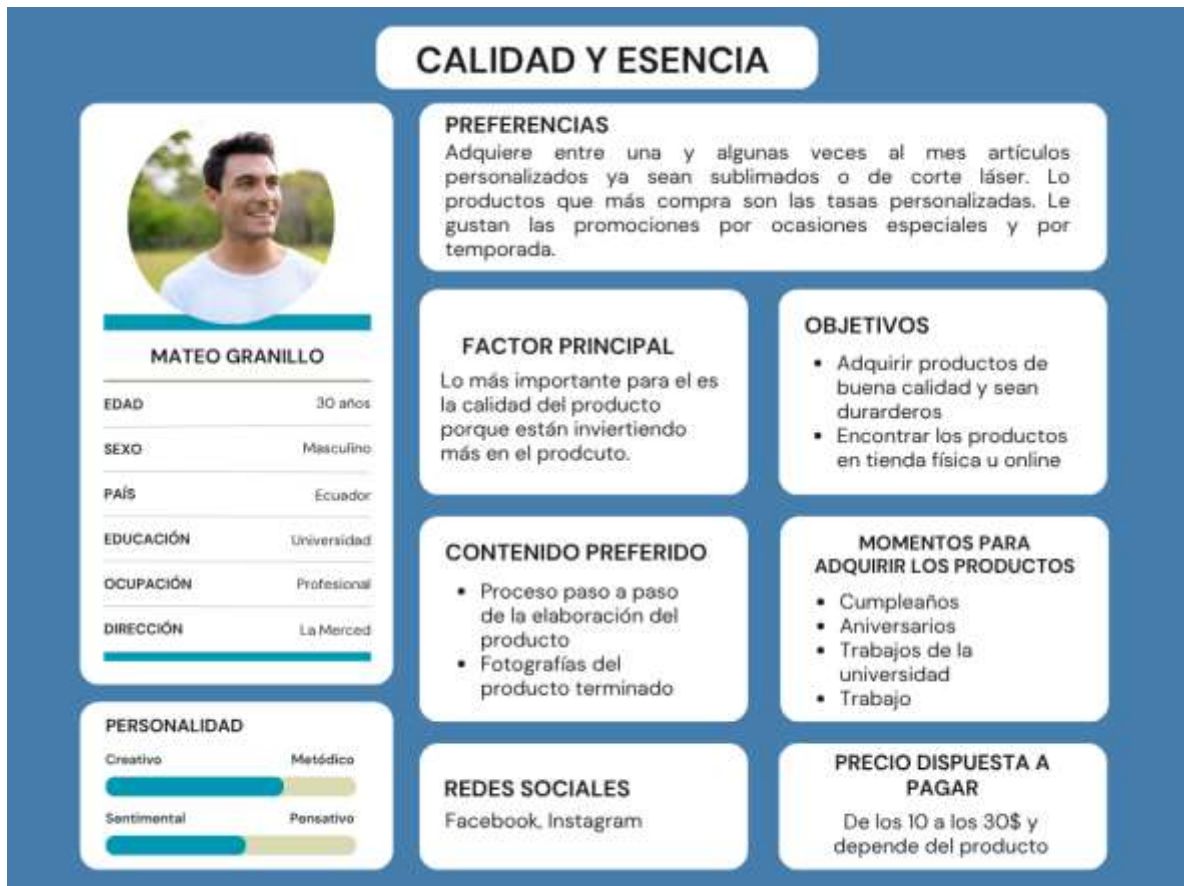 CALIDAD Y ESENCIA
MATEO GRANILLO
EDAD 30 años
SEXO Masculino
PAÍS Ecuador
EDUCACIÓN Universidad
OCUPACIÓN Profesional
DIRECCIÓN La Merced
PERSONALIDAD
Creativo Metódico
Sentimental Pensativo
PREFERENCIAS
Adquiere entre una y algunas veces al mes artículos
personalizados ya sean sublimados o de corte láser. Lo
productos que más compra son las tasas personalizadas. Le
gustan las promociones por ocasiones especiales y por
temporada.
FACTOR PRINCIPAL
Lo más importante para el es
la calidad del producto
porque están inviertiendo
más en el prodcuto.
OBJETIVOS
• Adquirir productos de
buena calidad y sean
durarderos
• Encontrar los productos
en tienda física u online
CONTENIDO PREFERIDO
• Proceso paso a paso
de la elaboración del
producto
• Fotografías del
producto terminado
MOMENTOS PARA
ADQUIRIR LOS PRODUCTOS
• Cumpleaños
• Aniversarios
• Trabajos de la
universidad
• Trabajo
REDES SOCIALES
Facebook, Instagram
PRECIO DISPUESTA A
PAGAR
De los 10 a los 30$ y
depende del producto